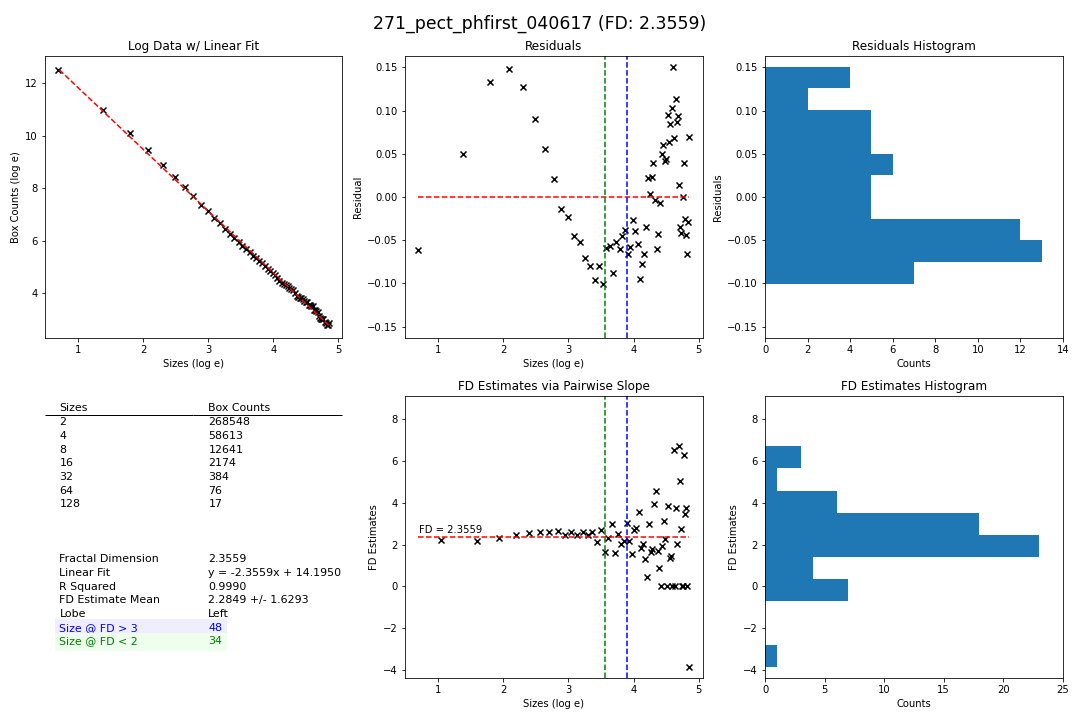 271_pect_phfirst_040617 (FD: 2.3559)
Log Data w/ Linear Fit
12
10
8
6
4
Box Counts (log e)
1 2 3 4 5
Sizes (log e)
Residuals
0.15
0.10
0.05
0.00
−0.05
−0.10
−0.15
Residual
1 2 3 4 5
Sizes (log e)
Residuals Histogram
0.15
0.10
0.05
0.00
−0.05
−0.10
−0.15
Residuals
0 2 4 6 8 10 12 14
Counts
Sizes Box Counts
2 268548
4 58613
8 12641
16 2174
32 384
64 76
128 17
Fractal Dimension 2.3559
Linear Fit y = -2.3559x + 14.1950
R Squared 0.9990
FD Estimate Mean 2.2849 +/- 1.6293
Lobe Left
Size @ FD > 3 48
Size @ FD < 2 34
FD Estimates via Pairwise Slope
8
6
4
2
0
−2
−4
FD Estimates
FD = 2.3559
1 2 3 4 5
Sizes (log e)
FD Estimates Histogram
8
6
4
2
0
−2
−4
FD Estimates
0 5 10 15 20 25
Counts